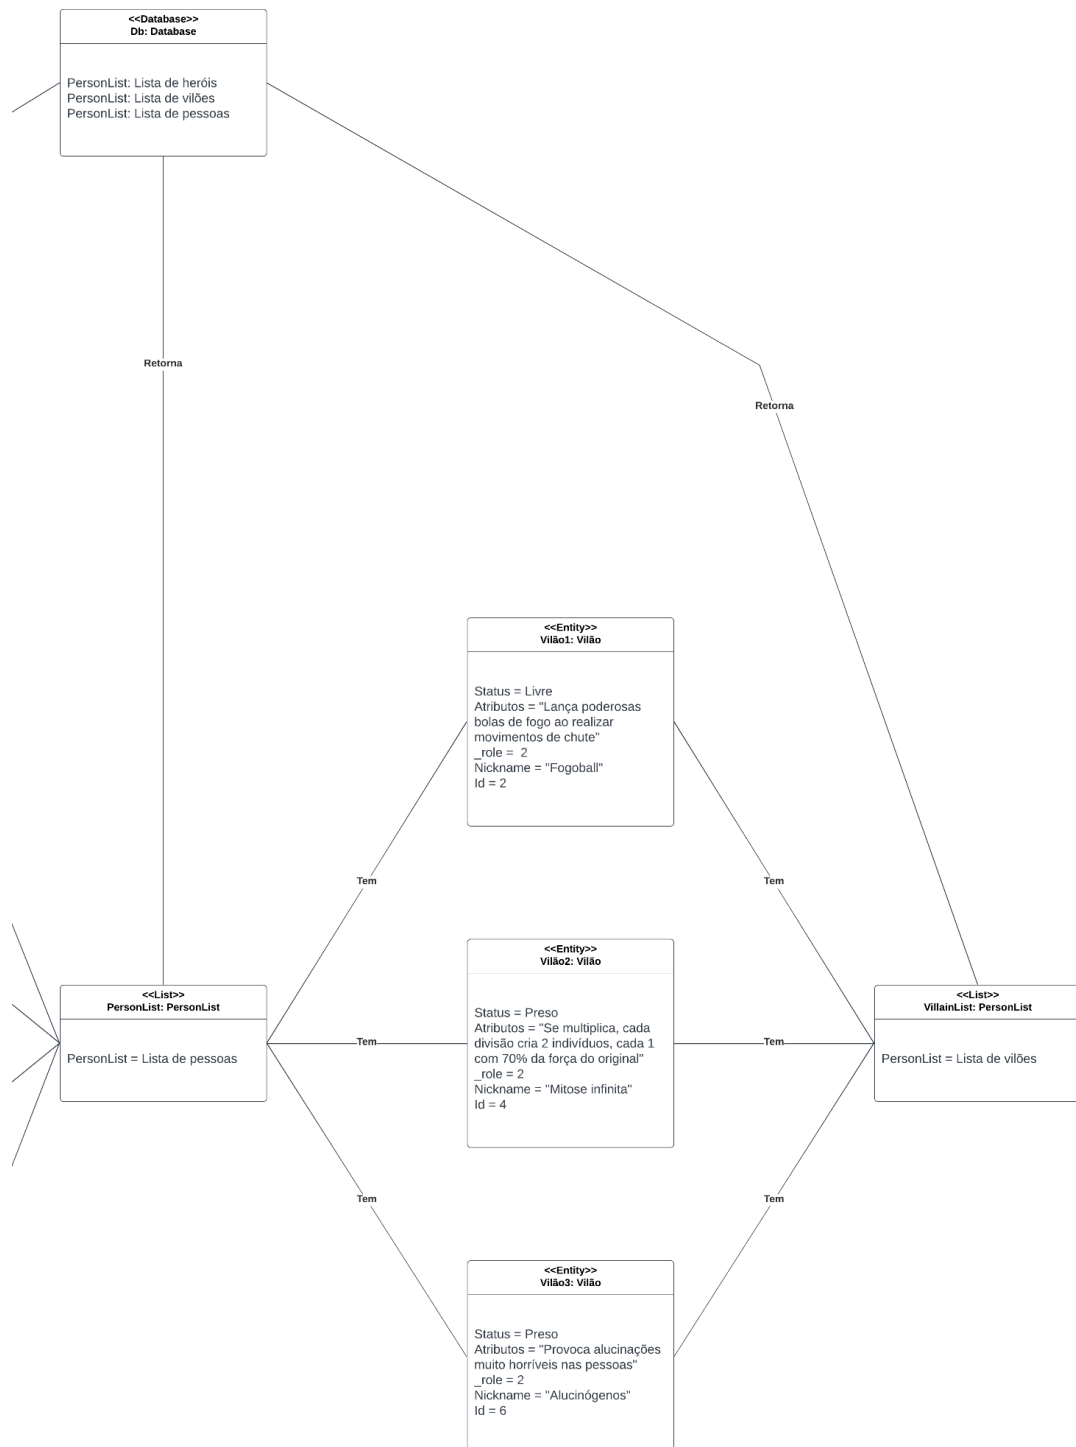 <<Database>>
Db: Database
PersonList: Lista de heróis
PersonList: Lista de vilões
PersonList: Lista de pessoas
Retorna
Retorna
<<Entity>>
Vilão1: Vilão
Status = Livre
Atributos = "Lança poderosas
bolas de fogo ao realizar
movimentos de chute"
_role =  2
Nickname = "Fogoball"
Id = 2
Tem
Tem
<<Entity>>
Vilão2: Vilão
Status = Preso
Atributos = "Se multiplica, cada
divisão cria 2 indivíduos, cada 1
com 70% da força do original"
_role = 2
Nickname = "Mitose infinita"
Id = 4
<<List>>
PersonList: PersonList
PersonList = Lista de pessoas
Tem
Tem
<<List>>
VillainList: PersonList
PersonList = Lista de vilões
Tem
Tem
<<Entity>>
Vilão3: Vilão
Status = Preso
Atributos = "Provoca alucinações
muito horríveis nas pessoas"
_role = 2
Nickname = "Alucinógenos"
Id = 6